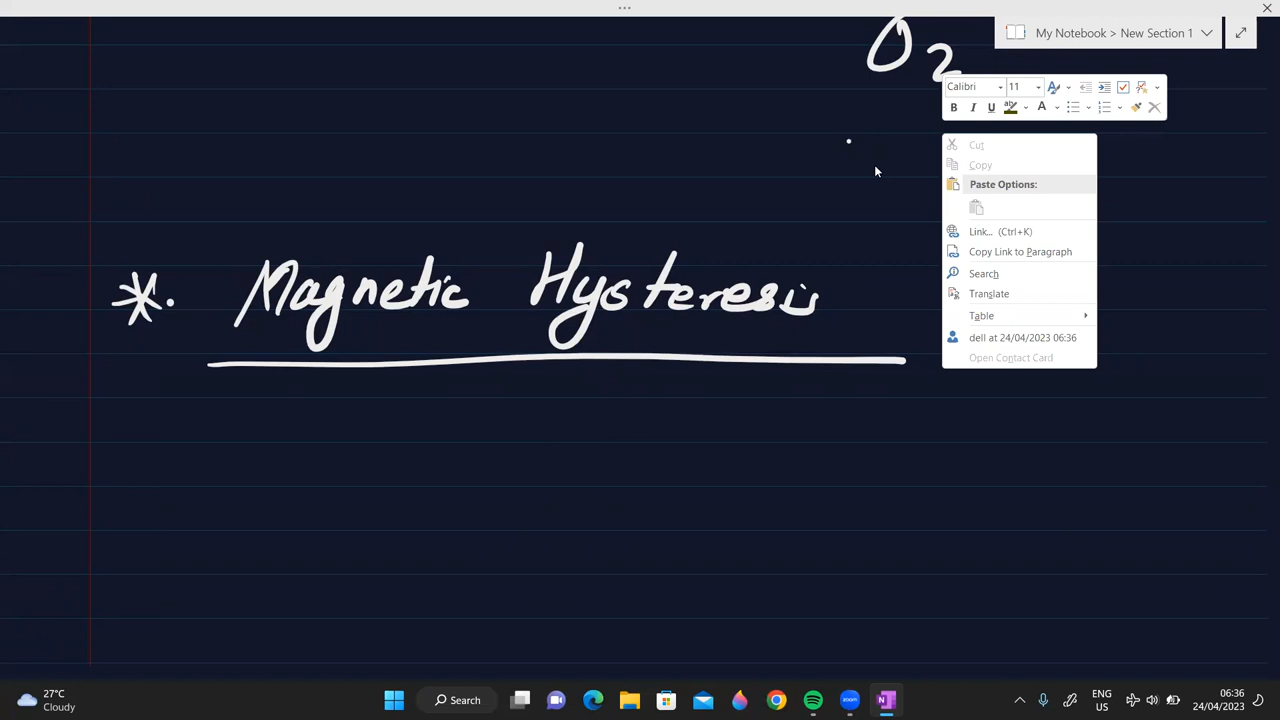 O2
My Notebook > New Section 1
Calibri 11
B I U ab A
Cut
Copy
Paste Options:
Link... (Ctrl+K)
Copy Link to Paragraph
Search
Translate
Table
dell at 24/04/2023 06:36
Open Contact Card
*. Magnetic Hysteresis
27°C
Cloudy
Search
ENG
US
06:36
24/04/2023